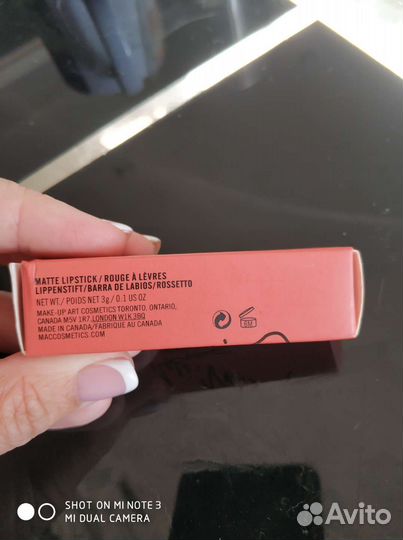 MATTE LIPSTICK / ROUGE À LÈVRES
LIPPENSTIFT/BARRA DE LABIOS/ROSSETTO
NET WT./ POIDS NET 3g/ 0.1 US OZ
MAKE-UP ART COSMETICS TORONTO, ONTARIO,
CANADA M5V 1R7, LONDON W1K 3BQ
MADE IN CANADA/FABRIQUE AU CANADA
MACCOSMETICS.COM
SHOT ON MI NOTE 3
MI DUAL CAMERA
Avito